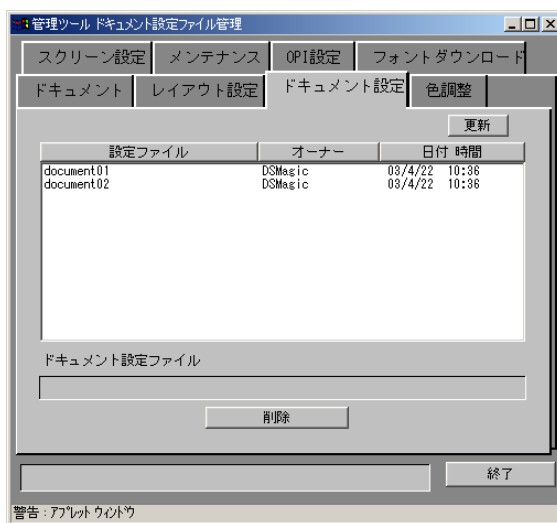 管理ツール ドキュメント設定ファイル管理
スクリーン設定 メンテナンス OPI設定 フォントダウンロード
ドキュメント レイアウト設定 ドキュメント設定 色調整
更新
設定ファイル オーナー 日付 時間
document01 DSMagic 03/4/22 10:36
document02 DSMagic 03/4/22 10:36
ドキュメント設定ファイル
削除
終了
警告 : アプレット ウィンドウ